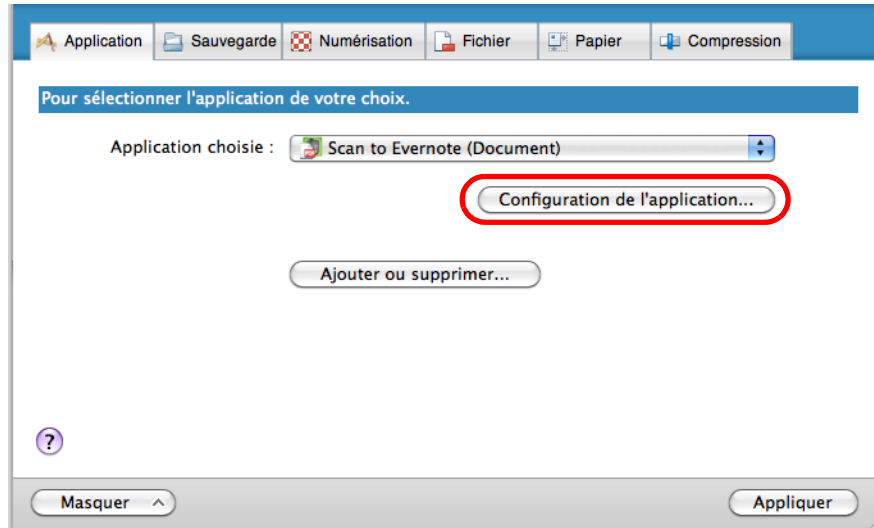 Application Sauvegarde Numérisation Fichier Papier Compression
Pour sélectionner l'application de votre choix.
Application choisie : Scan to Evernote (Document)
Configuration de l'application...
Ajouter ou supprimer...
?
Masquer Appliquer